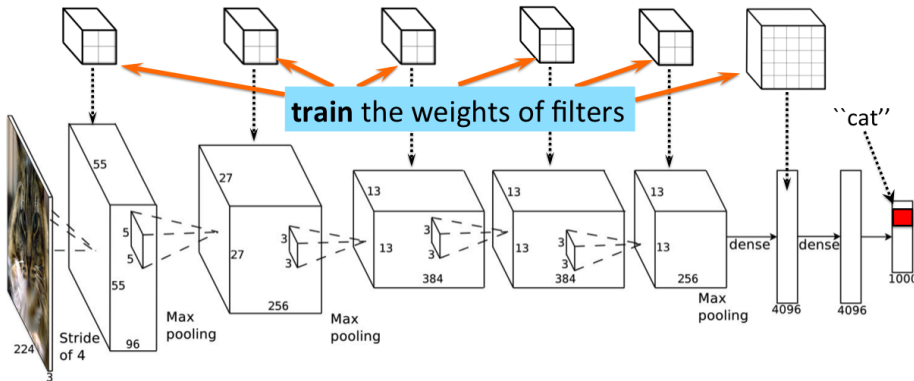 train the weights of filters
``cat''
55
27
13
13
13
5
5
55
3
3
27
3
3
13
3
3
13
13
dense
dense
384
384
256
1000
256
Max
pooling
4096
4096
Max
pooling
Max
pooling
96
Stride
of 4
224
3